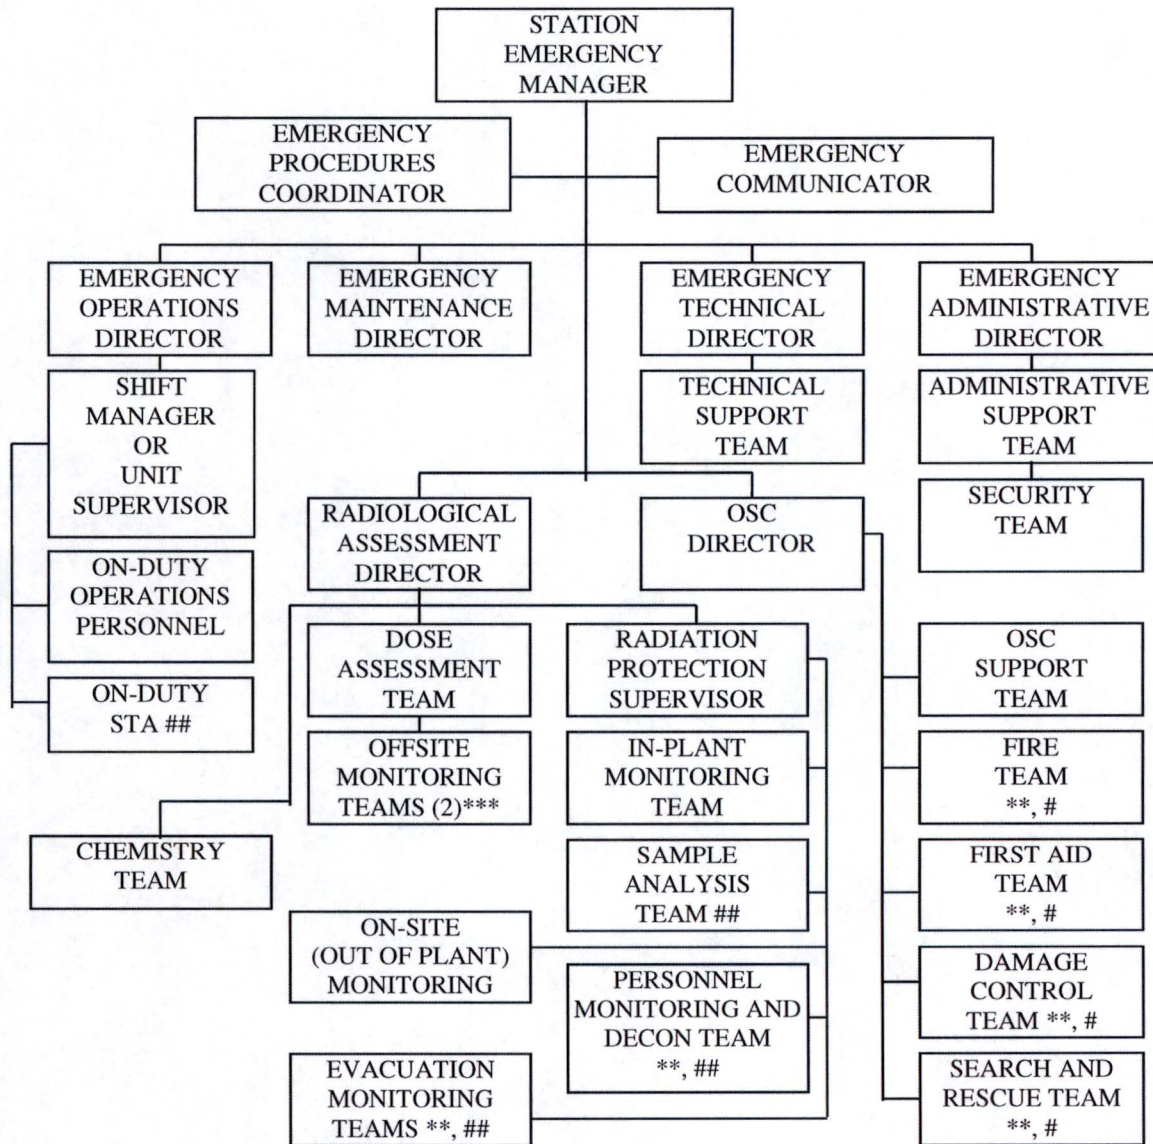 STATION
EMERGENCY
MANAGER
EMERGENCY
PROCEDURES
COORDINATOR
EMERGENCY
COMMUNICATOR
EMERGENCY
OPERATIONS
DIRECTOR
EMERGENCY
MAINTENANCE
DIRECTOR
EMERGENCY
TECHNICAL
DIRECTOR
EMERGENCY
ADMINISTRATIVE
DIRECTOR
SHIFT
MANAGER
OR
UNIT
SUPERVISOR
TECHNICAL
SUPPORT
TEAM
ADMINISTRATIVE
SUPPORT
TEAM
RADIOLOGICAL
ASSESSMENT
DIRECTOR
OSC
DIRECTOR
SECURITY
TEAM
ON-DUTY
OPERATIONS
PERSONNEL
DOSE
ASSESSMENT
TEAM
RADIATION
PROTECTION
SUPERVISOR
OSC
SUPPORT
TEAM
ON-DUTY
STA ##
OFFSITE
MONITORING
TEAMS (2)***
IN-PLANT
MONITORING
TEAM
FIRE
TEAM
**, #
CHEMISTRY
TEAM
SAMPLE
ANALYSIS
TEAM ##
FIRST AID
TEAM
**, #
ON-SITE
(OUT OF PLANT)
MONITORING
PERSONNEL
MONITORING AND
DECON TEAM
**, ##
DAMAGE
CONTROL
TEAM **, #
EVACUATION
MONITORING
TEAMS **, ##
SEARCH AND
RESCUE TEAM
**, #